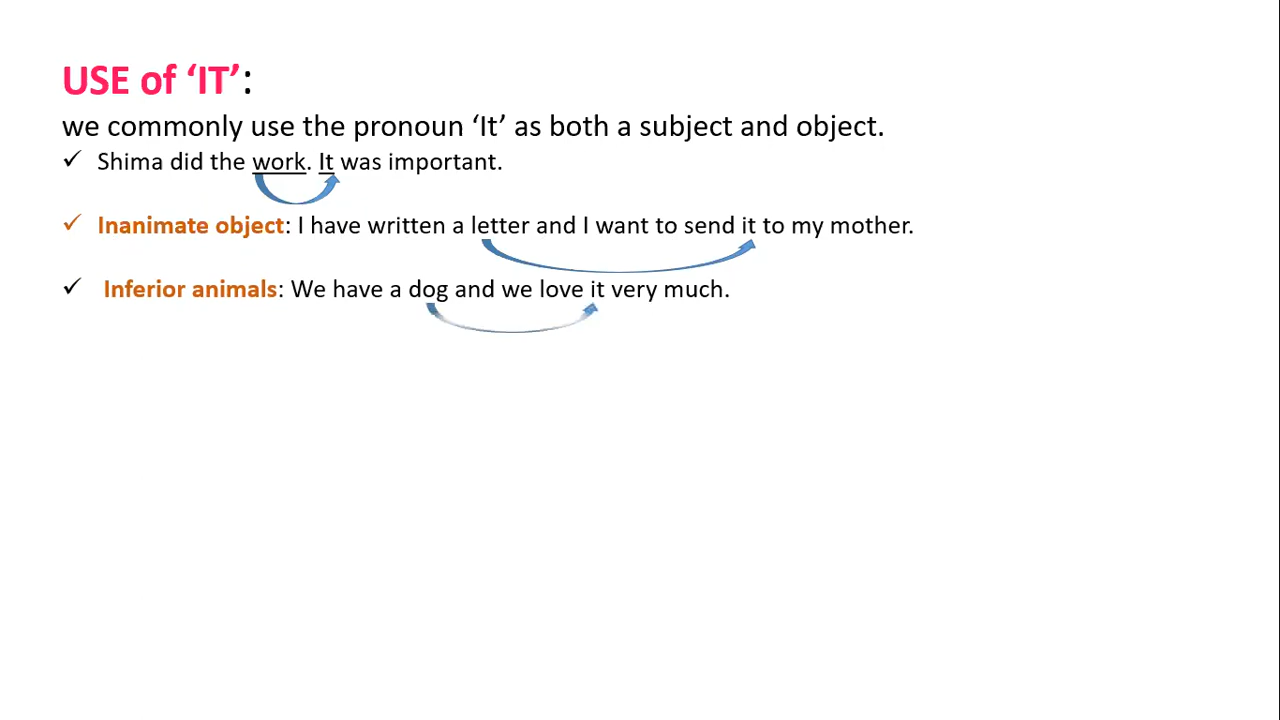 USE of ‘IT’:
we commonly use the pronoun ‘It’ as both a subject and object.
✓ Shima did the work. It was important.
✓ Inanimate object: I have written a letter and I want to send it to my mother.
✓ Inferior animals: We have a dog and we love it very much.